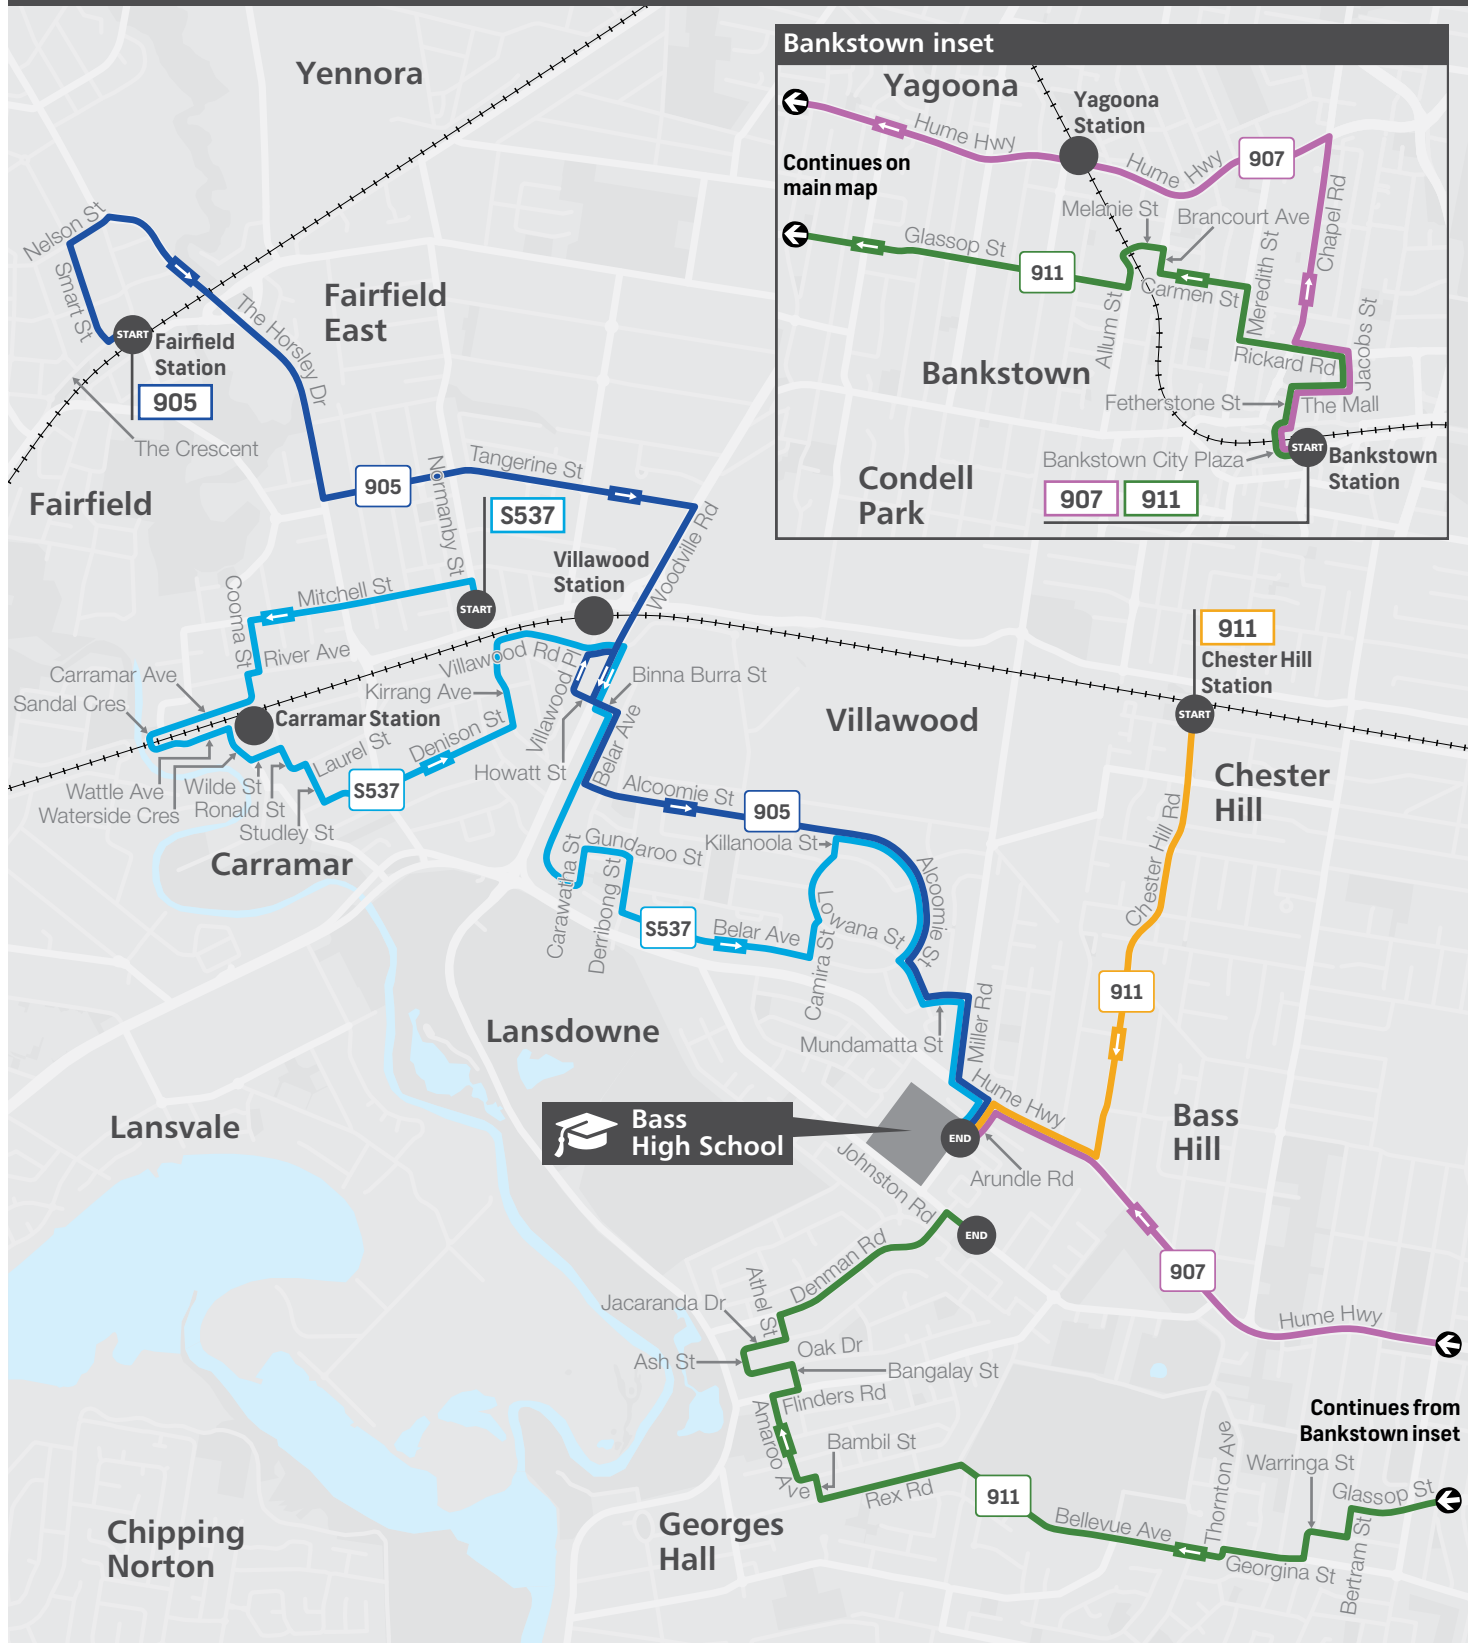 Bankstown inset
Yennora
Yagoona
Yagoona
Station
Hume Hwy
Hume Hwy
907
Continues on
main map
Chapel Rd
Melanie St
Brancourt Ave
Glassop St
911
Meredith St
Carmen St
Allum St
Jacobs St
Rickard Rd
Bankstown
Fetherstone St
The Mall
START
Bankstown City Plaza
Bankstown
Station
Condell
Park
907
911
Nelson St
Smart St
START
Fairfield
Station
905
The Crescent
The Horsley Dr
Fairfield
East
Fairfield
905
Normanby St
Tangerine St
S537
Woodville Rd
Villawood
Station
START
Mitchell St
Cooma St
River Ave
Carramar Ave
Sandal Cres
Carramar Station
Villawood Rd
Villawood Pl
Kirrang Ave
Binna Burra St
Laurel St
Denison St
Howatt St
Belar Ave
Wattle Ave
Wilde St
Waterside Cres
Ronald St
Studley St
S537
Carramar
Alcoomie St
905
Killanoola St
Gundaroo St
Carawatha St
Derribong St
S537
Belar Ave
Lowana St
Camira St
Alcoomie St
Mundamatta St
Miller Rd
Villawood
911
Chester Hill
Station
START
Chester
Hill
Chester Hill Rd
911
Lansdowne
Hume Hwy
Bass
High School
END
Bass
Hill
Lansvale
Arundle Rd
Johnston Rd
END
Denman Rd
907
Hume Hwy
Athel St
Jacaranda Dr
Oak Dr
Ash St
Bangalay St
Flinders Rd
Amaroo Ave
Bambil St
Rex Rd
911
Continues from
Bankstown inset
Warringa St
Thornton Ave
Glassop St
Bellevue Ave
Georgina St
Bertram St
Georges
Hall
Chipping
Norton